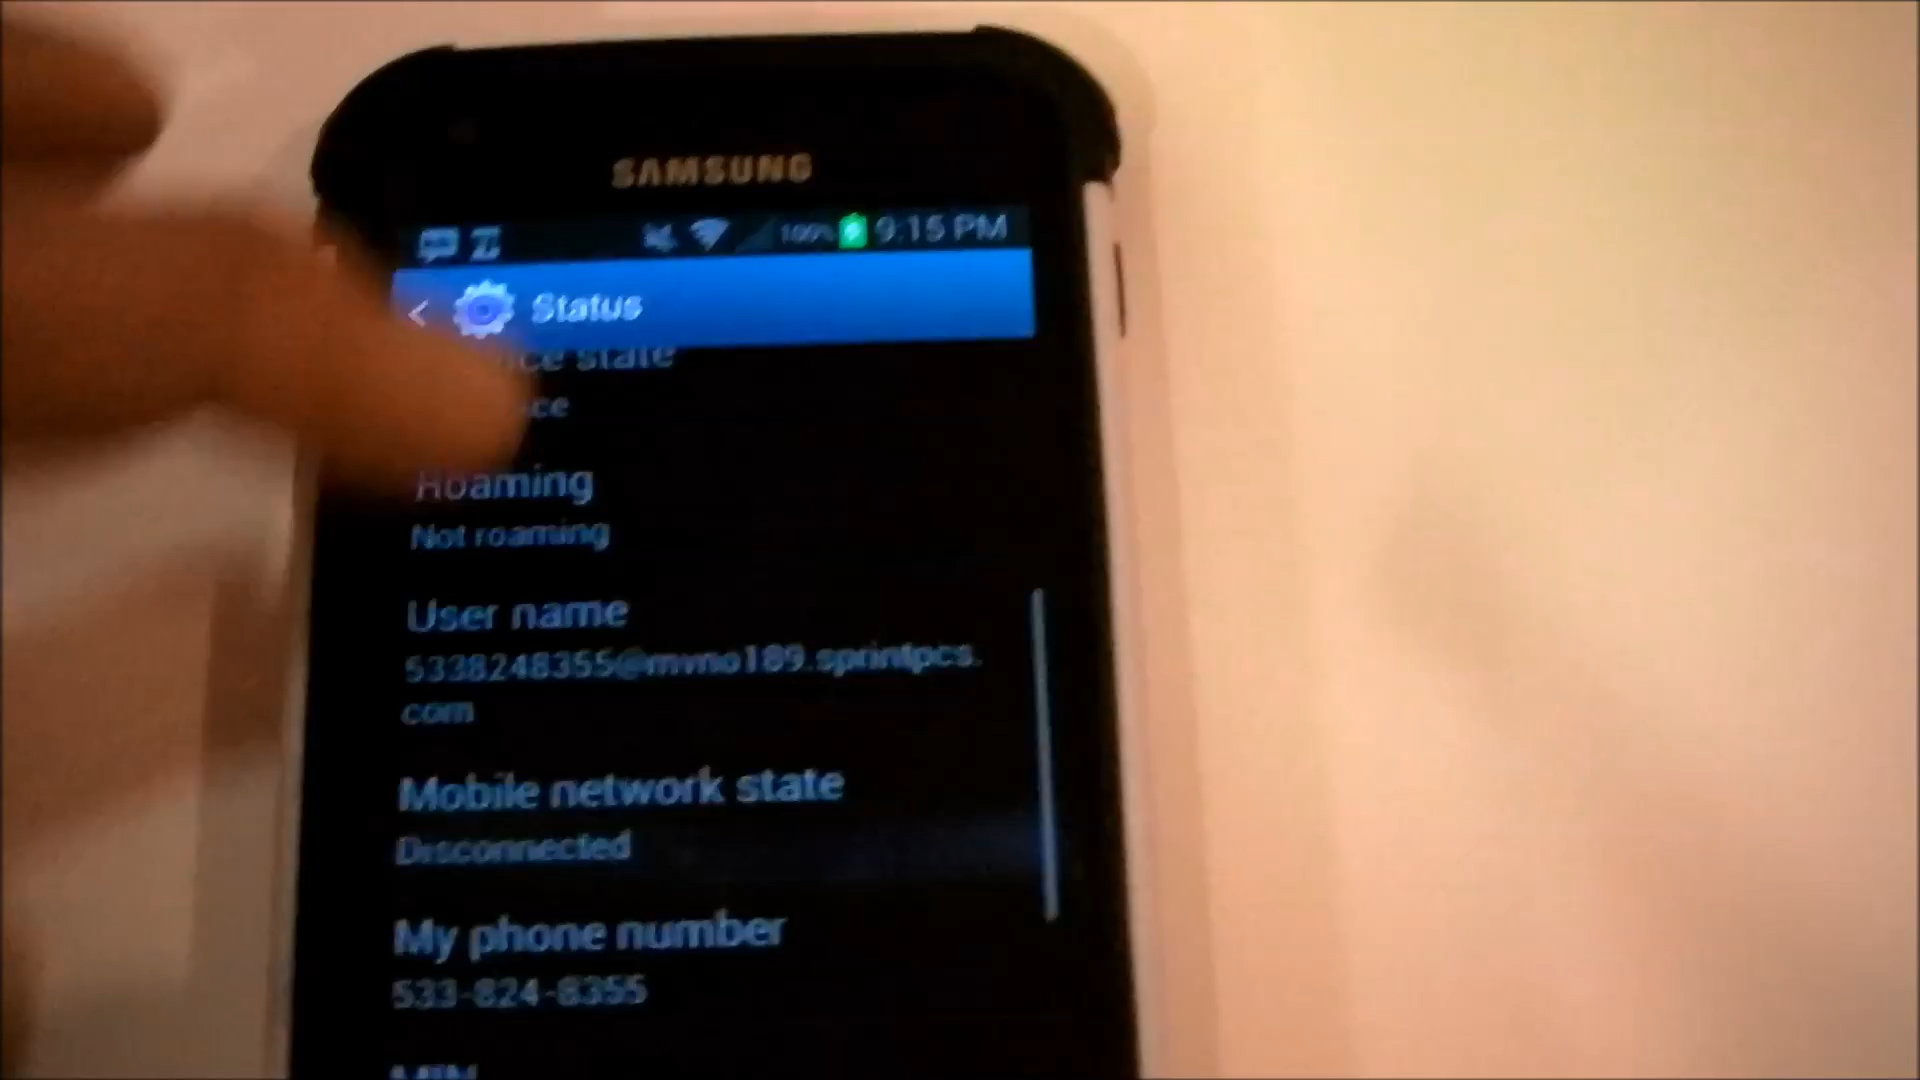 SAMSUNG
100% 9:15 PM
< Status
state
Roaming
Not roaming
User name
5338248355@mvno189.sprintpcs.
com
Mobile network state
Disconnected
My phone number
533-824-8355